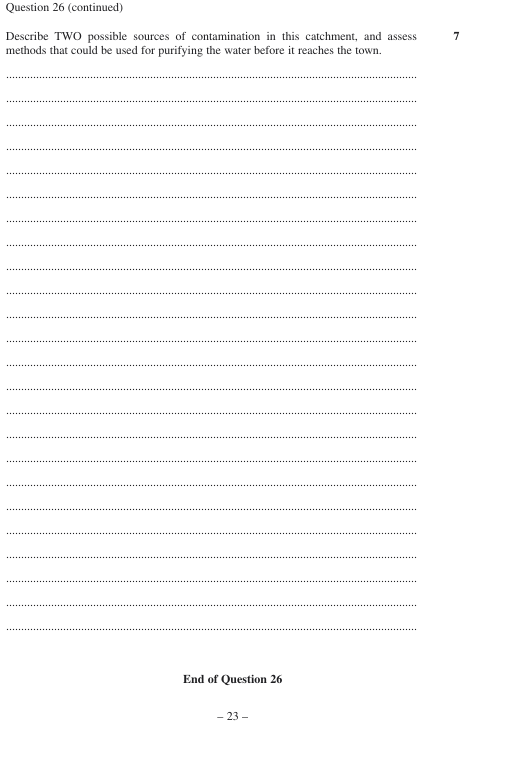 Question 26 (continued)
Describe TWO possible sources of contamination in this catchment, and assess 7
methods that could be used for purifying the water before it reaches the town.
End of Question 26
– 23 –